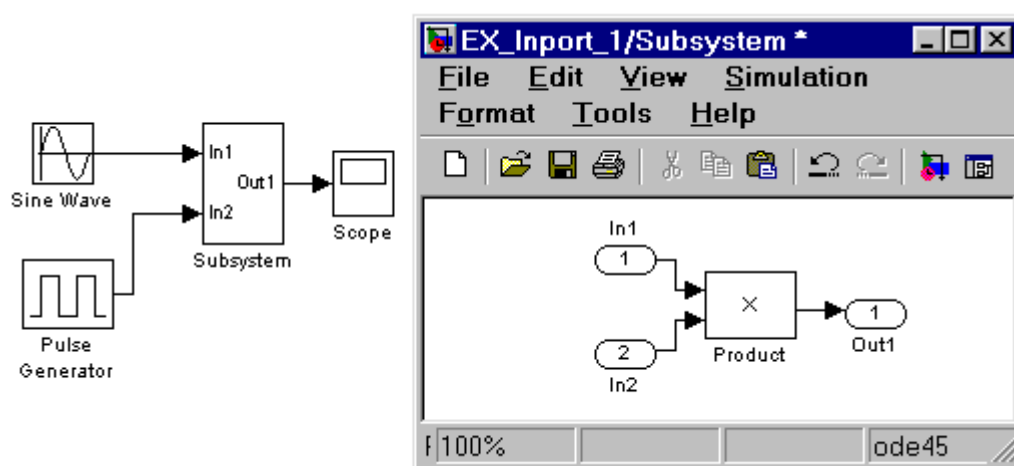 In1
Out1
In2
Sine Wave
Subsystem
Scope
Pulse
Generator
EX_Inport_1/Subsystem *
File Edit View Simulation
Format Tools Help
In1
1
×
1
2
Product
Out1
In2
100%
ode45